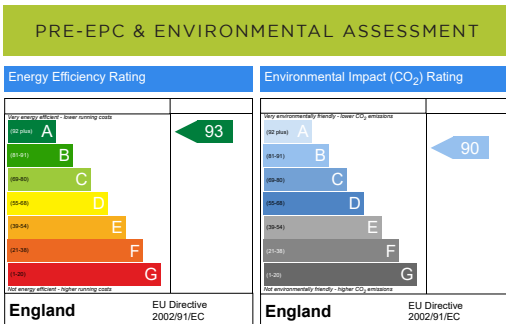 PRE-EPC & ENVIRONMENTAL ASSESSMENT
Energy Efficiency Rating
Very energy efficient - lower running costs
(92 plus) A
93
(81-91) B
(69-80) C
(55-68) D
(39-54) E
(21-38) F
(1-20) G
Not energy efficient - higher running costs
England
EU Directive
2002/91/EC
Environmental Impact (CO₂) Rating
Very environmentally friendly - lower CO₂ emissions
(92 plus) A
(81-91) B
90
(69-80) C
(55-68) D
(39-54) E
(21-38) F
(1-20) G
Not environmentally friendly - higher CO₂ emissions
England
EU Directive
2002/91/EC